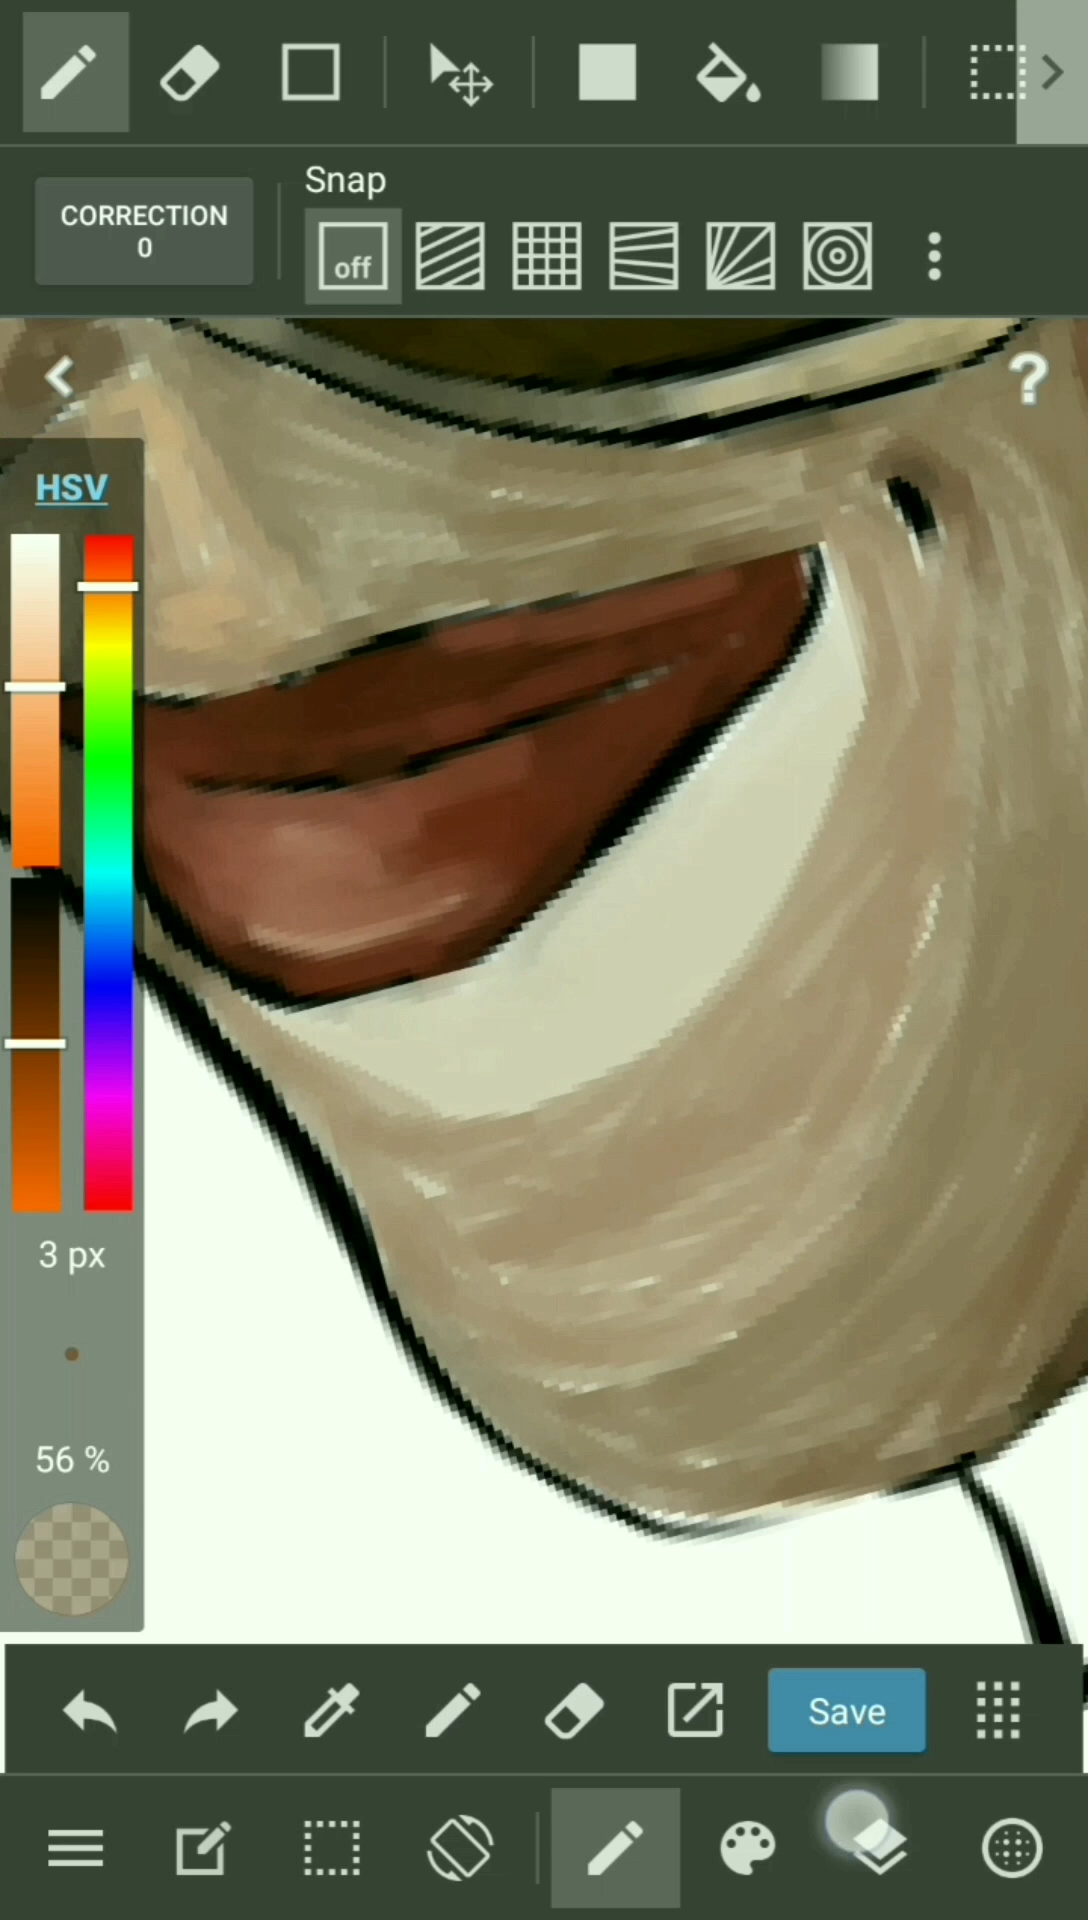 Snap
CORRECTION
0
off
?
HSV
3 px
56 %
Save